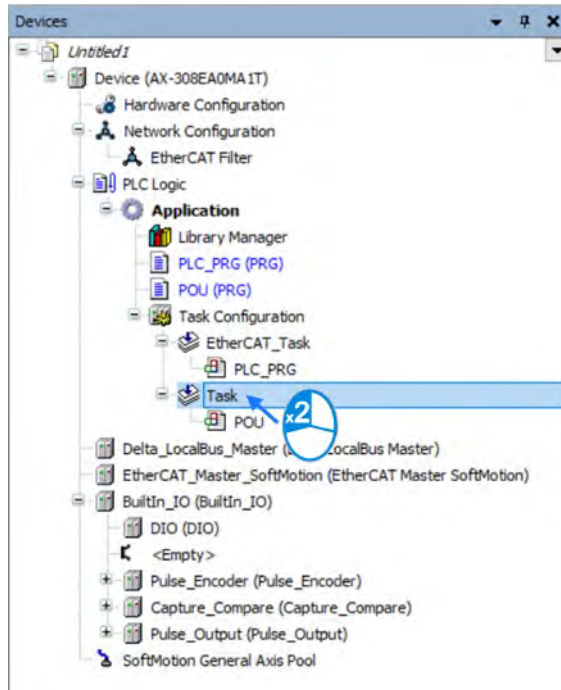 Devices
Untitled1
Device (AX-308EA0MA1T)
Hardware Configuration
Network Configuration
EtherCAT Filter
PLC Logic
Application
Library Manager
PLC_PRG (PRG)
POU (PRG)
Task Configuration
EtherCAT_Task
PLC_PRG
Task
x2
POU
Delta_LocalBus_Master ( LocalBus Master)
EtherCAT_Master_SoftMotion (EtherCAT Master SoftMotion)
BuiltIn_IO (BuiltIn_IO)
DIO (DIO)
<Empty>
Pulse_Encoder (Pulse_Encoder)
Capture_Compare (Capture_Compare)
Pulse_Output (Pulse_Output)
SoftMotion General Axis Pool